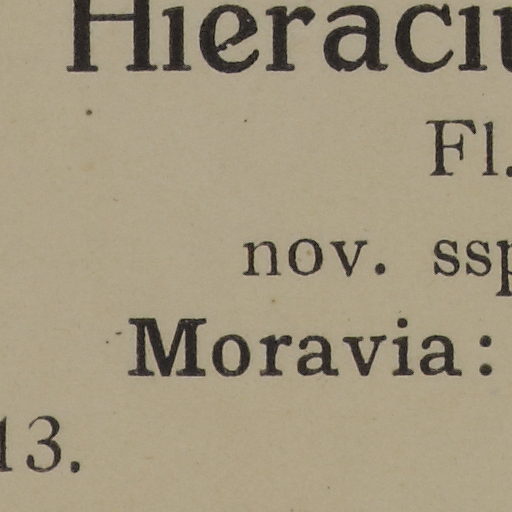 Hieraciu
Fl.
nov. ssp
Moravia:
13.